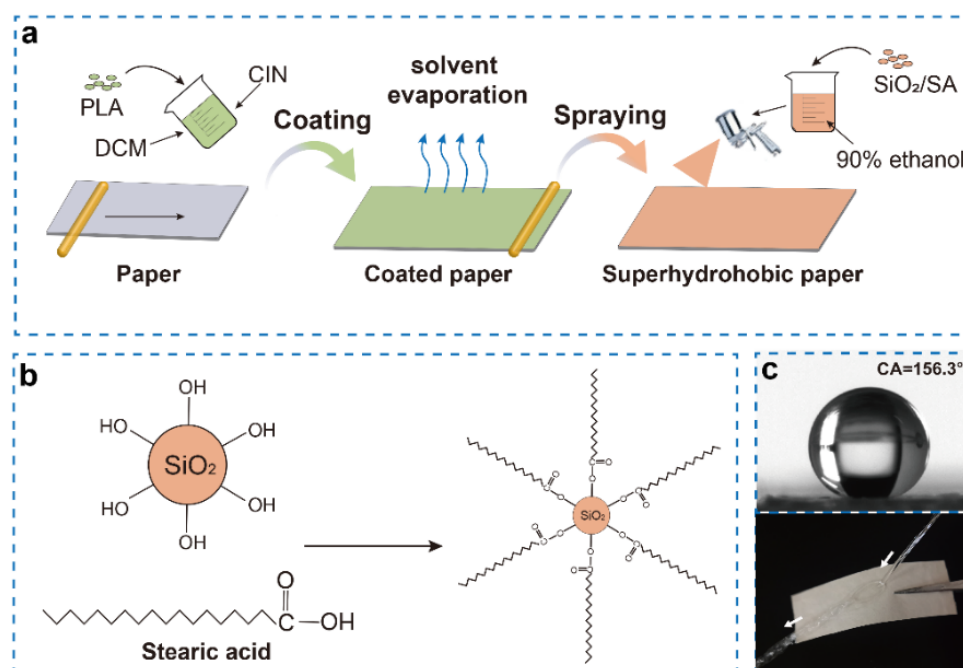 a
PLA
DCM
CIN
Coating
solvent
evaporation
Spraying
SiO₂/SA
90% ethanol
Paper
Coated paper
Superhydrohobic paper
b
OH
HO
OH
SiO₂
HO
OH
OH
O
C
OH
Stearic acid
C
O
O
O
C
O
O
C
O
SiO₂
O
C
O
O
C
O
O
O
C
c
CA=156.3°